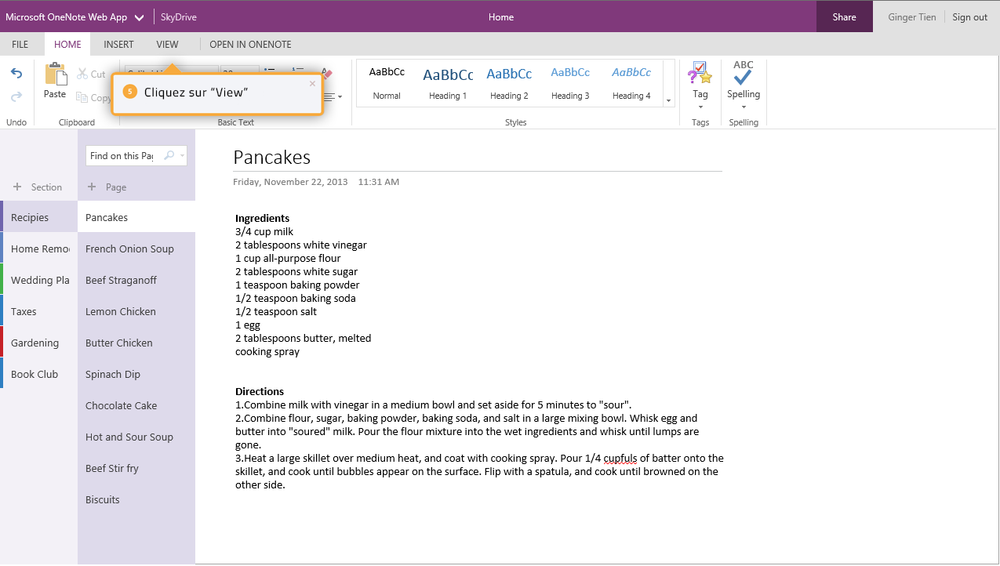 Microsoft OneNote Web App
SkyDrive
Home
Share
Ginger Tien
Sign out
FILE
HOME
INSERT
VIEW
OPEN IN ONENOTE
Cut
Copy
Paste
Undo
Clipboard
5 Cliquez sur “View”
Basic Text
AaBbCc
AaBbCc
AaBbCc
AaBbCc
AaBbCc
Normal
Heading 1
Heading 2
Heading 3
Heading 4
Styles
Tag
Tags
ABC
Spelling
Spelling
Find on this
Section
Page
Recipies
Home
Wedding
Taxes
Gardening
Book Club
Pancakes
French Onion Soup
Beef Straganoff
Lemon Chicken
Butter Chicken
Spinach Dip
Chocolate Cake
Hot and Sour Soup
Beef Stir fry
Biscuits
Pancakes
Friday, November 22, 2013 11:31 AM
Ingredients
3/4 cup milk
2 tablespoons white vinegar
1 cup all-purpose flour
2 tablespoons white sugar
1 teaspoon baking powder
1/2 teaspoon baking soda
1/2 teaspoon salt
1 egg
2 tablespoons butter, melted
cooking spray
Directions
1.Combine milk with vinegar in a medium bowl and set aside for 5 minutes to "sour".
2.Combine flour, sugar, baking powder, baking soda, and salt in a large mixing bowl. Whisk egg and
butter into "soured" milk. Pour the flour mixture into the wet ingredients and whisk until lumps are
gone.
3.Heat a large skillet over medium heat, and coat with cooking spray. Pour 1/4 cupfuls of batter onto the
skillet, and cook until bubbles appear on the surface. Flip with a spatula, and cook until browned on the
other side.